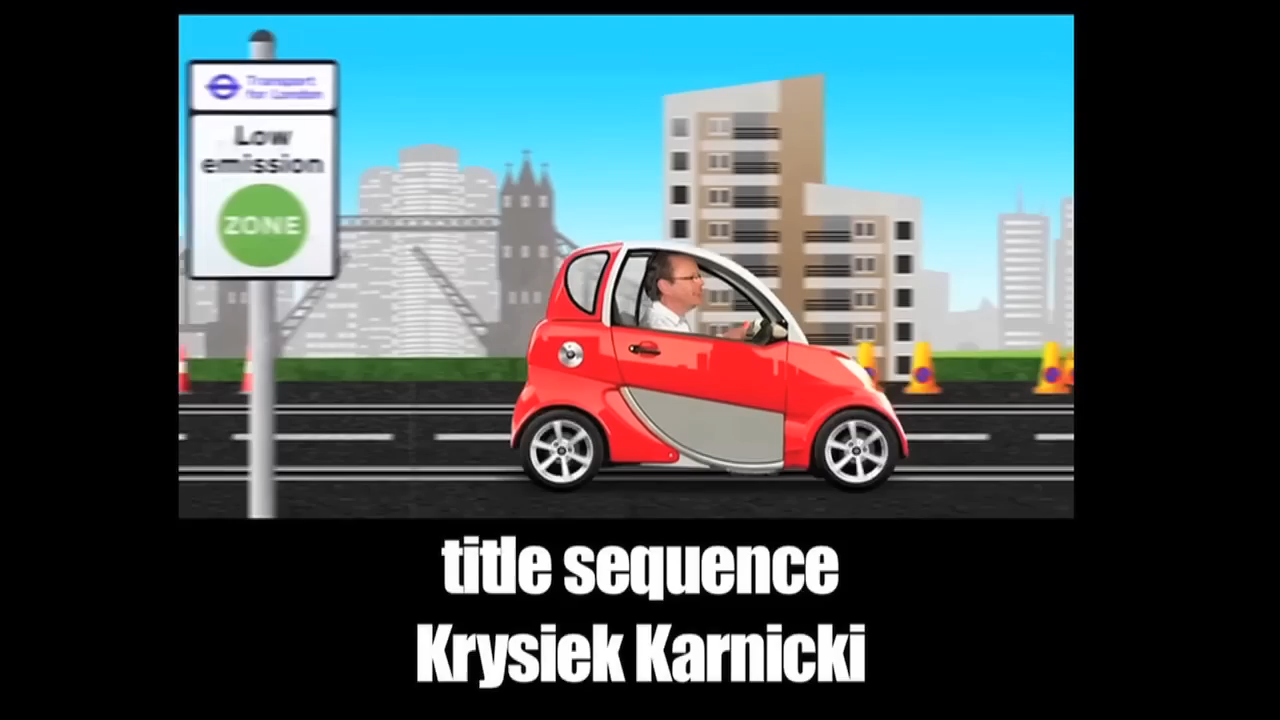 Transport
for London
Low
emission
ZONE
title sequence
Krysiek Karnicki